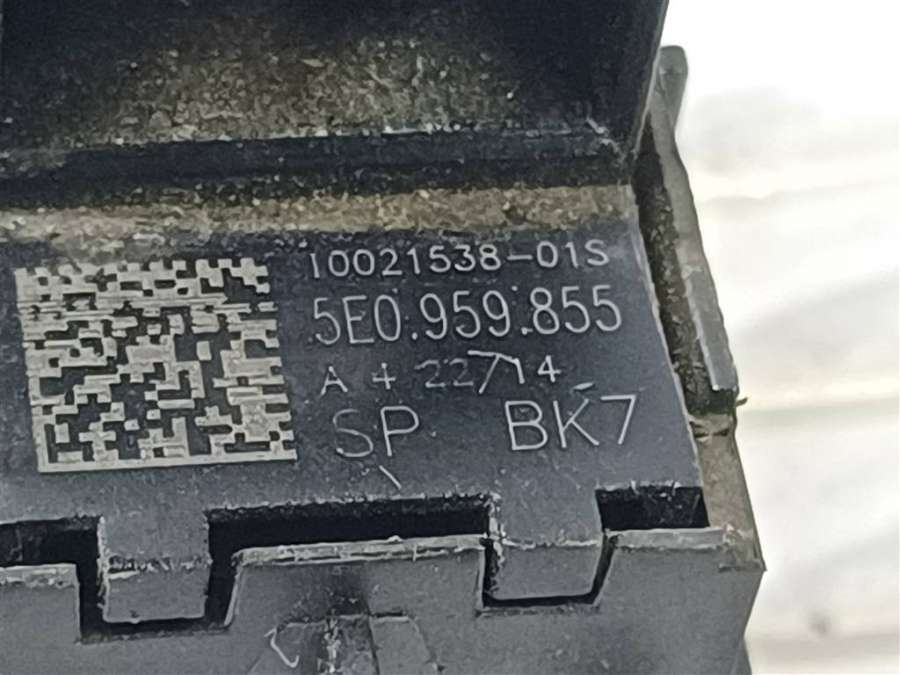 10021538-01S
5E0.959.855
A 4 22/14
SP BK7